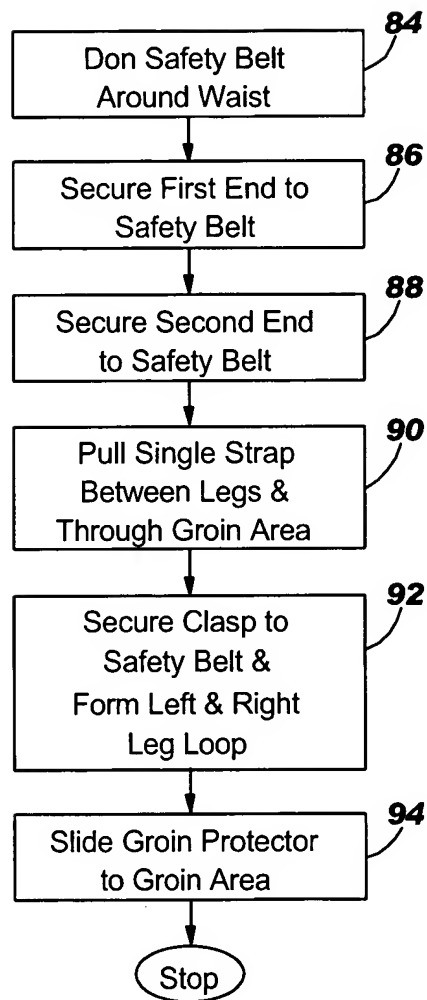 84
Don Safety Belt
Around Waist
86
Secure First End to
Safety Belt
88
Secure Second End
to Safety Belt
90
Pull Single Strap
Between Legs &
Through Groin Area
92
Secure Clasp to
Safety Belt &
Form Left & Right
Leg Loop
94
Slide Groin Protector
to Groin Area
Stop